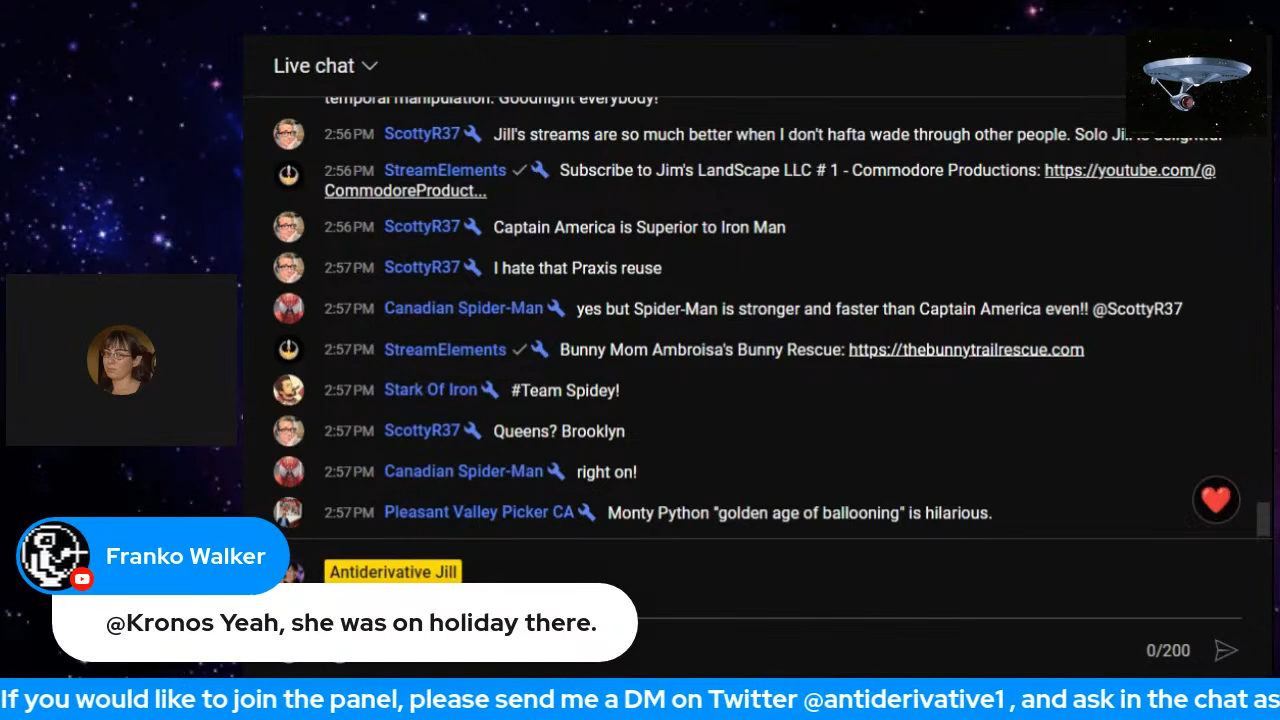 Live chat
temporal manipulation. Goodnight everybody!
2:56 PM ScottyR37 Jill's streams are so much better when I don't hafta wade through other people. Solo Jill is delightful.
2:56 PM StreamElements Subscribe to Jim's LandScape LLC # 1 - Commodore Productions: https://youtube.com/@
CommodoreProduct...
2:56 PM ScottyR37 Captain America is Superior to Iron Man
2:57 PM ScottyR37 I hate that Praxis reuse
2:57 PM Canadian Spider-Man yes but Spider-Man is stronger and faster than Captain America even!! @ScottyR37
2:57 PM StreamElements Bunny Mom Ambroisa's Bunny Rescue: https://thebunnytrailrescue.com
2:57 PM Stark Of Iron #Team Spidey!
2:57 PM ScottyR37 Queens? Brooklyn
2:57 PM Canadian Spider-Man right on!
2:57 PM Pleasant Valley Picker CA Monty Python "golden age of ballooning" is hilarious.
Franko Walker
Antiderivative Jill
@Kronos Yeah, she was on holiday there.
0/200
If you would like to join the panel, please send me a DM on Twitter @antiderivative1 , and ask in the chat as